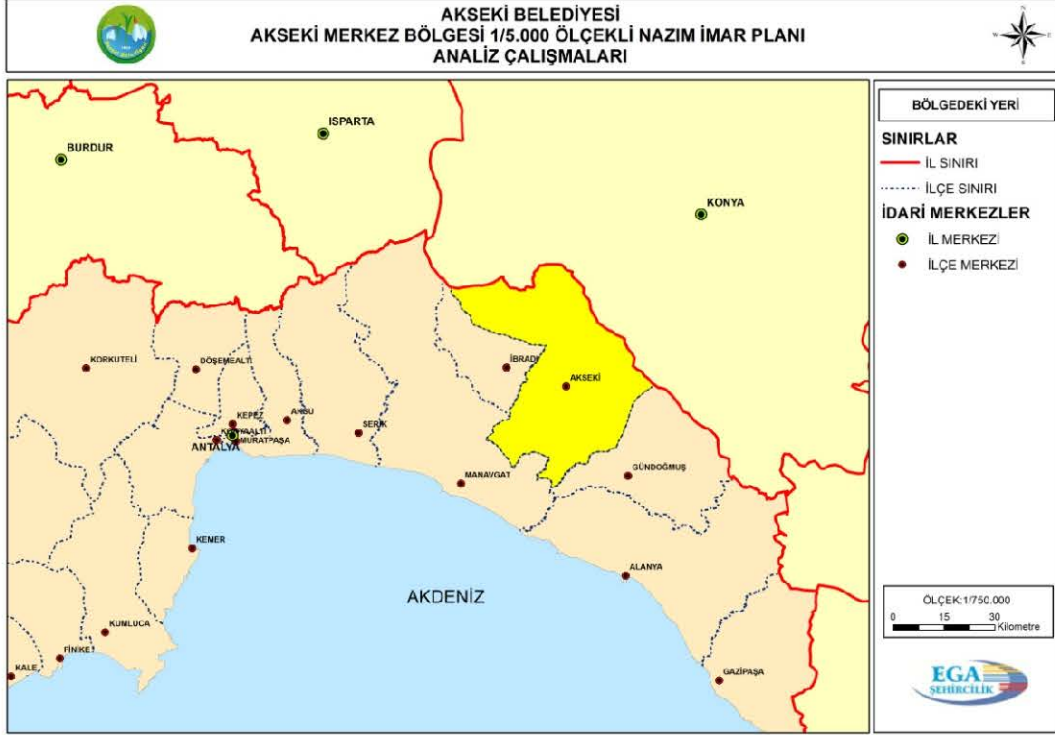 AKSEKİ BELEDİYESİ
AKSEKİ MERKEZ BÖLGESİ 1/5.000 ÖLÇEKLİ NAZIM İMAR PLANI
ANALİZ ÇALIŞMALARI
BÖLGEDEKİ YERİ
SINIRLAR
İL SINIRI
İLÇE SINIRI
İDARİ MERKEZLER
İL MERKEZİ
İLÇE MERKEZİ
ISPARTA
BURDUR
KONYA
KORKUTELİ
DÖŞEMEALTI
İBRADI
AKSEKİ
KEPEZ
AKSU
SERİK
KONYAALTI
MURATPAŞA
ANTALYA
MANAVGAT
GÜNDOĞMUŞ
KEMER
ALANYA
AKDENİZ
KUMLUCA
FİNİKE
KALE
GAZİPAŞA
ÖLÇEK:1/750.000
0 15 30
Kilometre
EGA
ŞEHİRCİLİK